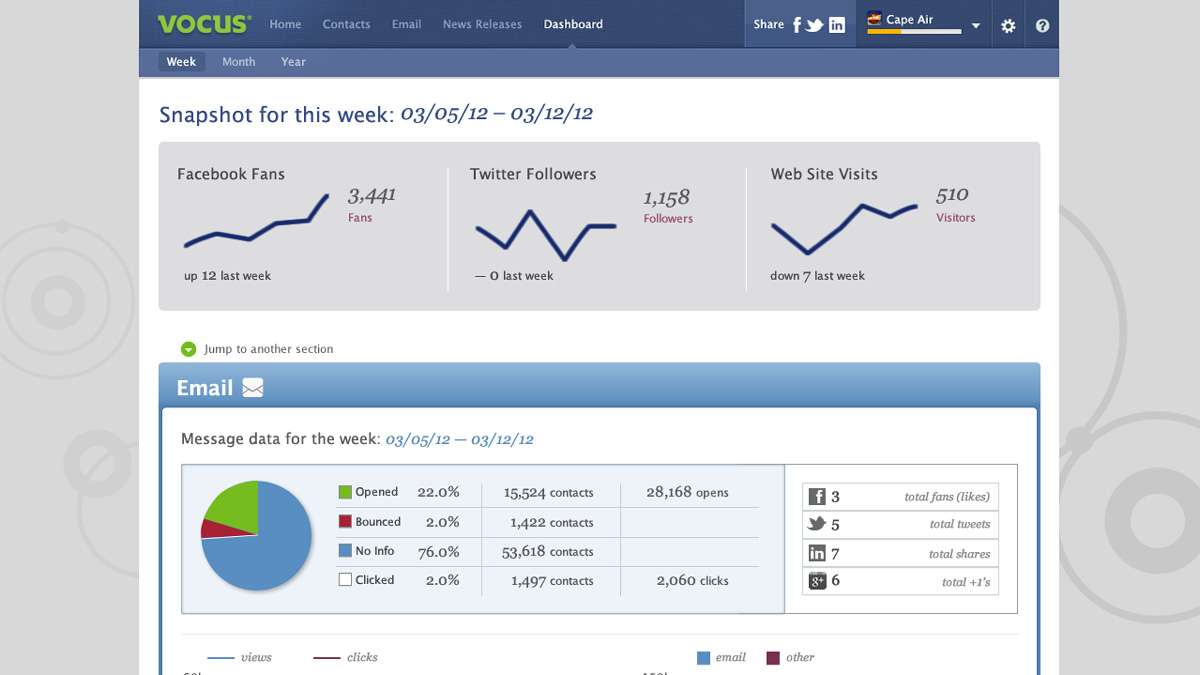 VOCUS® Home Contacts Email News Releases Dashboard Share f in Cape Air ?
Week Month Year
Snapshot for this week: 03/05/12 – 03/12/12
Facebook Fans
3,441
Fans
up 12 last week
Twitter Followers
1,158
Followers
— 0 last week
Web Site Visits
510
Visitors
down 7 last week
Jump to another section
Email
Message data for the week: 03/05/12 — 03/12/12
Opened 22.0% 15,524 contacts 28,168 opens
Bounced 2.0% 1,422 contacts
No Info 76.0% 53,618 contacts
Clicked 2.0% 1,497 contacts 2,060 clicks
f 3 total fans (likes)
5 total tweets
in 7 total shares
g+ 6 total +1's
views clicks
email other